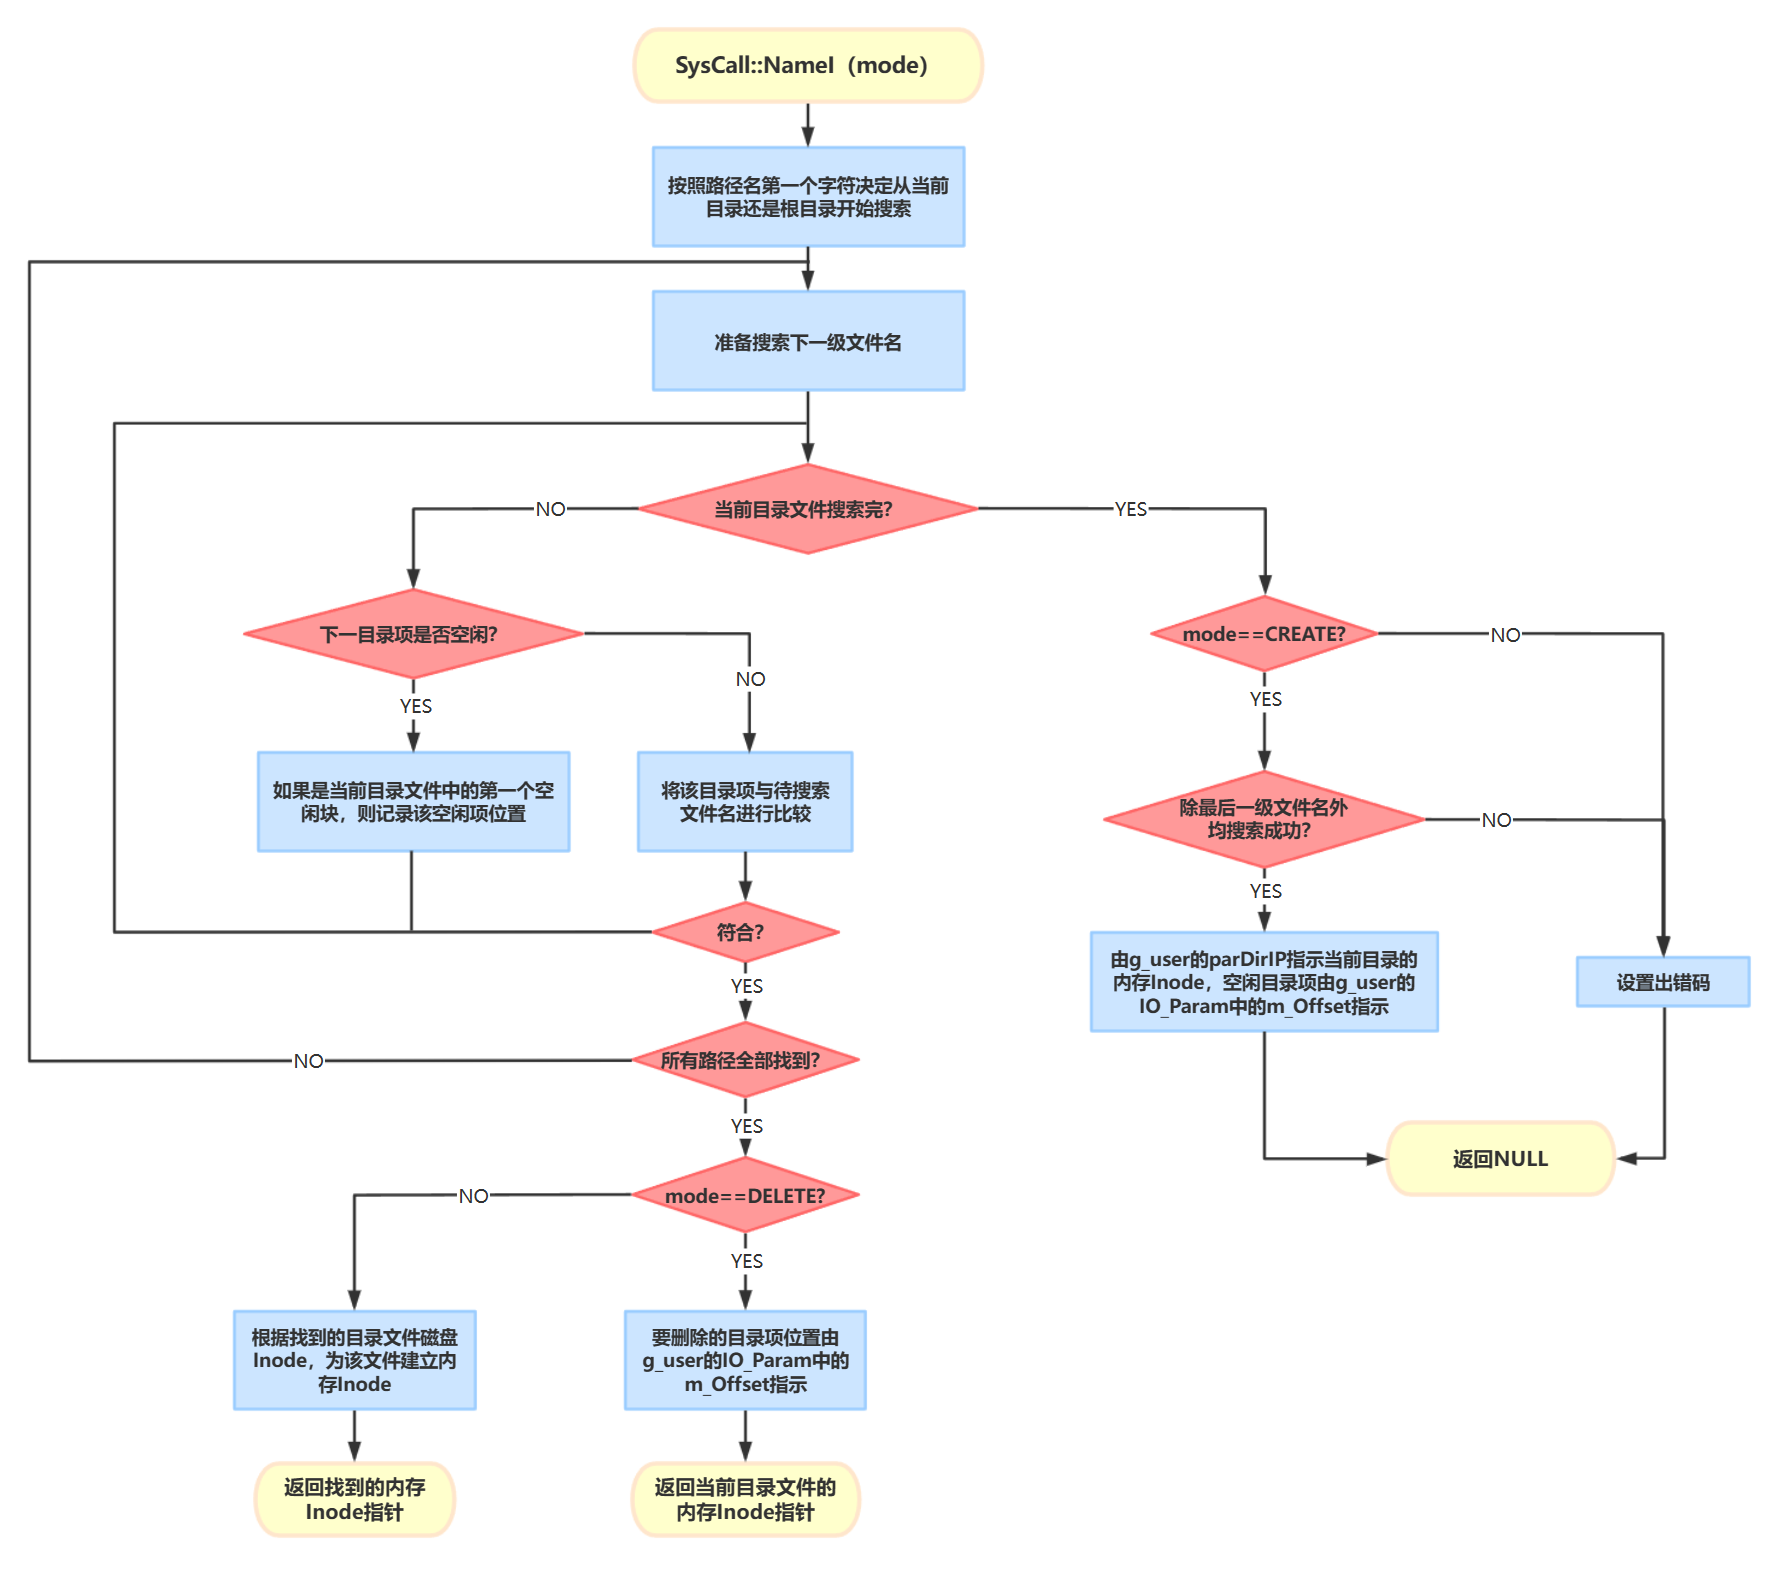 SysCall::NameI（mode）
按照路径名第一个字符决定从当前
目录还是根目录开始搜索
准备搜索下一级文件名
当前目录文件搜索完?
NO
YES
下一目录项是否空闲?
mode==CREATE?
NO
NO
YES
YES
如果是当前目录文件中的第一个空
闲块，则记录该空闲项位置
将该目录项与待搜索
文件名进行比较
除最后一级文件名外
均搜索成功?
NO
YES
符合?
由g_user的parDirIP指示当前目录的
内存Inode，空闲目录项由g_user的
IO_Param中的m_Offset指示
设置出错码
YES
所有路径全部找到?
NO
YES
返回NULL
mode==DELETE?
NO
YES
根据找到的目录文件磁盘
Inode，为该文件建立内
存Inode
要删除的目录项位置由
g_user的IO_Param中的
m_Offset指示
返回找到的内存
Inode指针
返回当前目录文件的
内存Inode指针